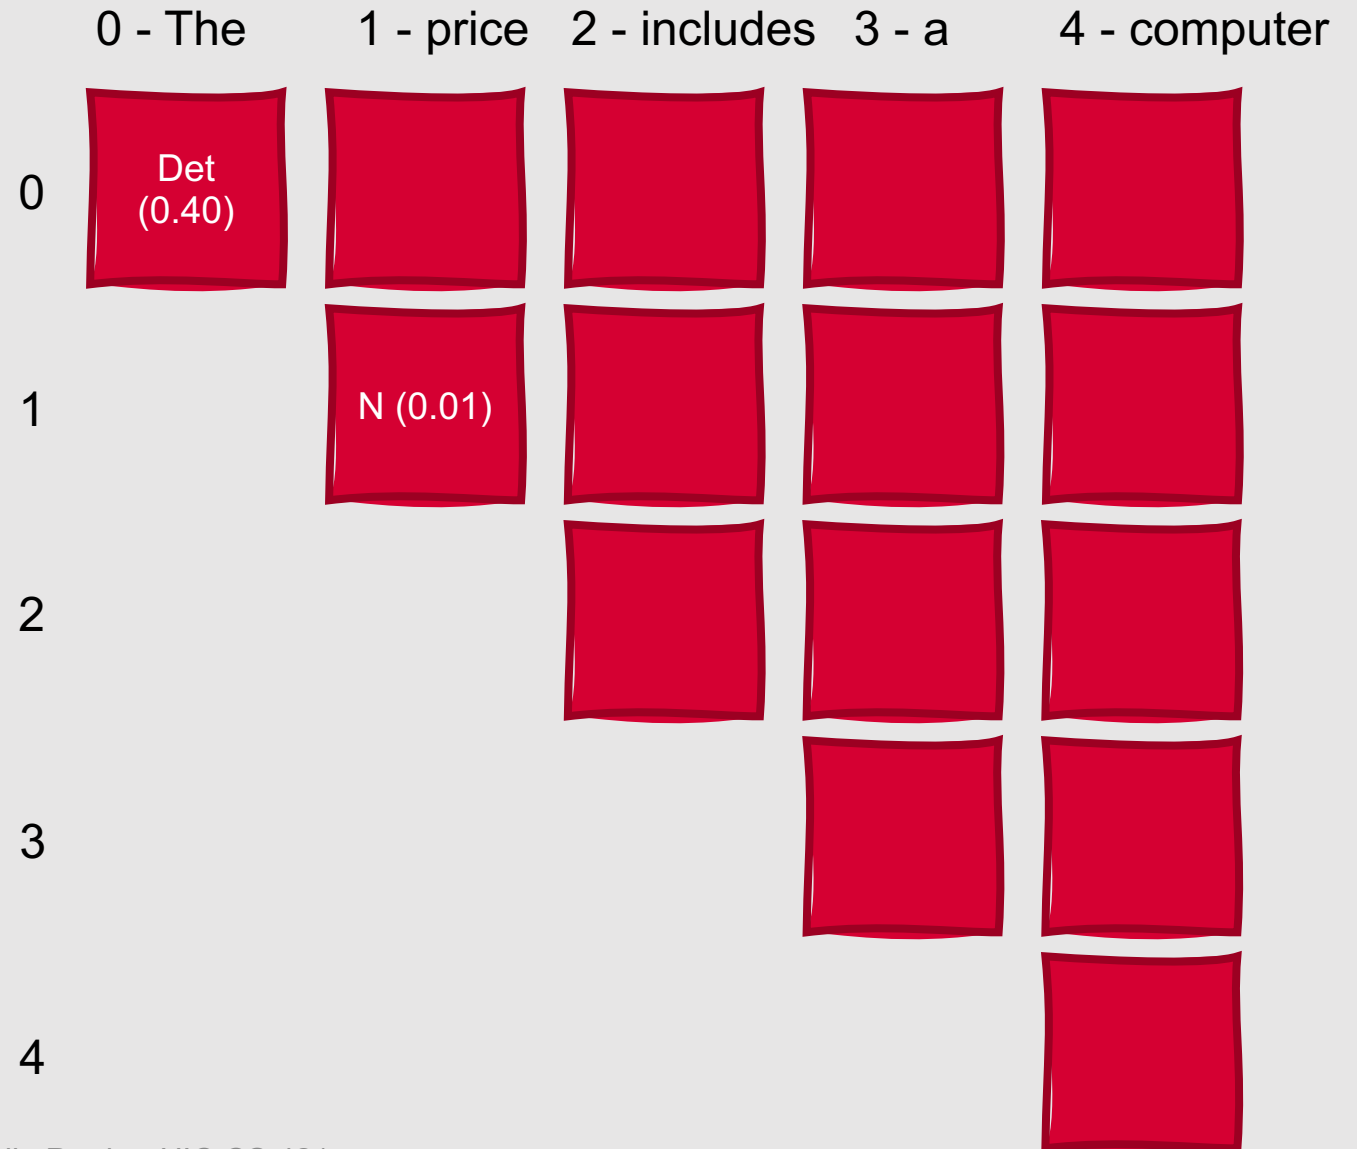 0 - The 1 - price 2 - includes 3 - a 4 - computer
0
Det
(0.40)
1
N (0.01)
2
3
4